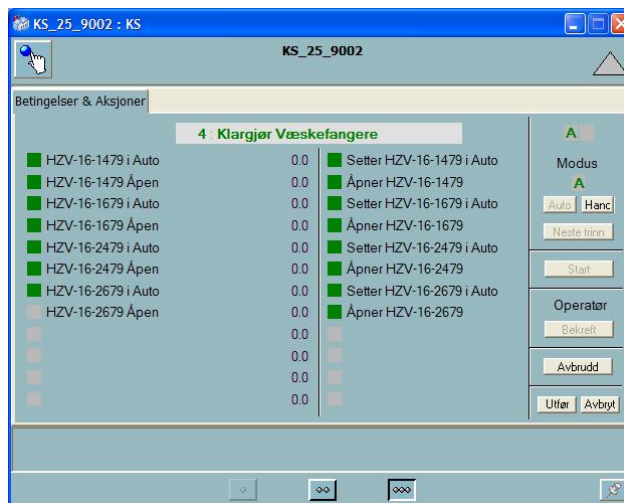 KS_25_9002 : KS
KS_25_9002
Betingelser & Aksjoner
4 : Klargjør Væskefangere
A
HZV-16-1479 i Auto 0.0 Setter HZV-16-1479 i Auto
HZV-16-1479 Åpen 0.0 Åpner HZV-16-1479
HZV-16-1679 i Auto 0.0 Setter HZV-16-1679 i Auto
HZV-16-1679 Åpen 0.0 Åpner HZV-16-1679
HZV-16-2479 i Auto 0.0 Setter HZV-16-2479 i Auto
HZV-16-2479 Åpen 0.0 Åpner HZV-16-2479
HZV-16-2679 i Auto 0.0 Setter HZV-16-2679 i Auto
HZV-16-2679 Åpen 0.0 Åpner HZV-16-2679
0.0
0.0
0.0
0.0
Modus
A
Auto Hanc
Neste trinn
Start
Operatør
Bekreft
Avbrudd
Utfør Avbryt